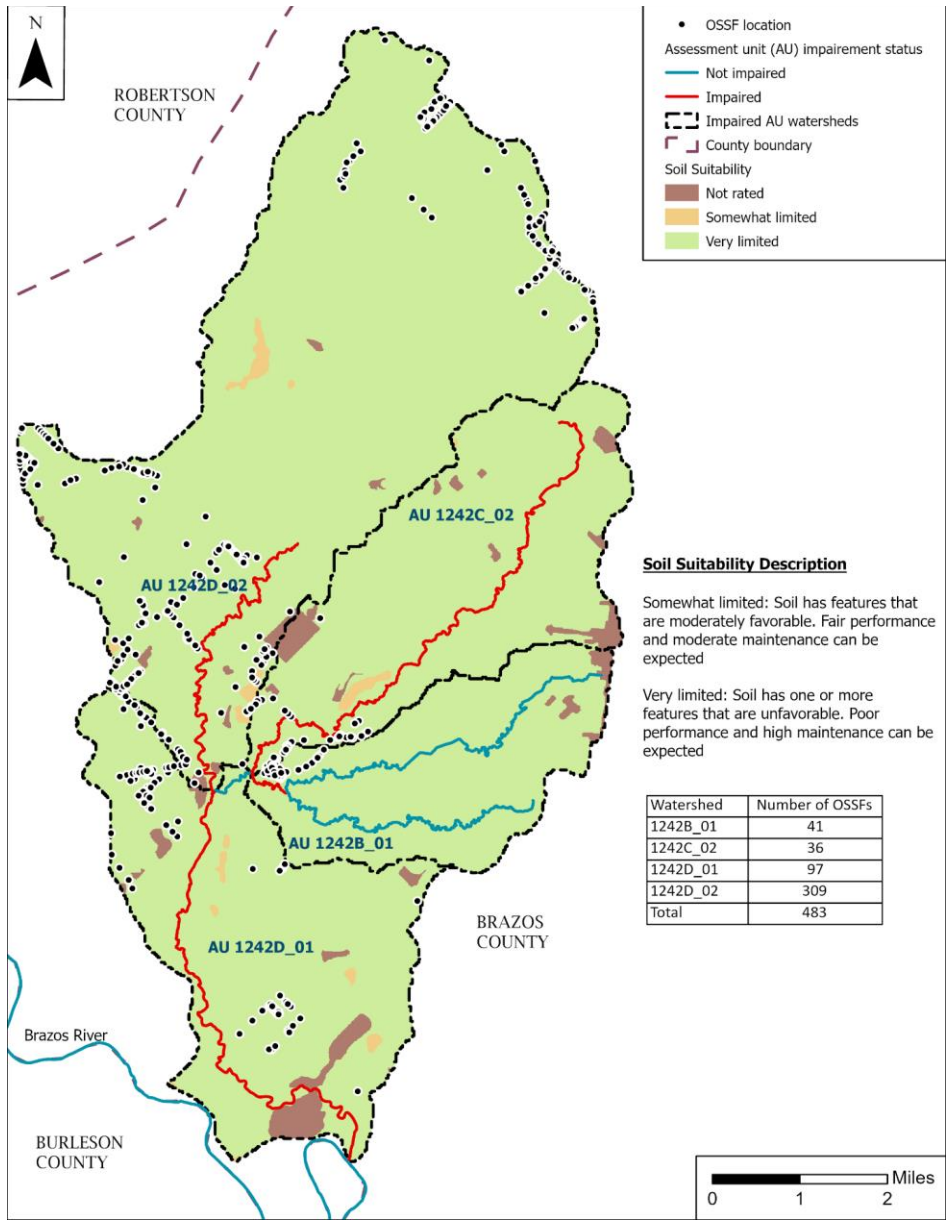 N
ROBERTSON
COUNTY
OSSF location
Assessment unit (AU) impairement status
Not impaired
Impaired
Impaired AU watersheds
County boundary
Soil Suitability
Not rated
Somewhat limited
Very limited
AU 1242C_02
AU 1242D_02
AU 1242B_01
AU 1242D_01
Soil Suitability Description
Somewhat limited: Soil has features that
are moderately favorable. Fair performance
and moderate maintenance can be
expected
Very limited: Soil has one or more
features that are unfavorable. Poor
performance and high maintenance can be
expected
Watershed Number of OSSFs
1242B_01 41
1242C_02 36
1242D_01 97
1242D_02 309
Total 483
BRAZOS
COUNTY
Brazos River
BURLESON
COUNTY
Miles
0 1 2